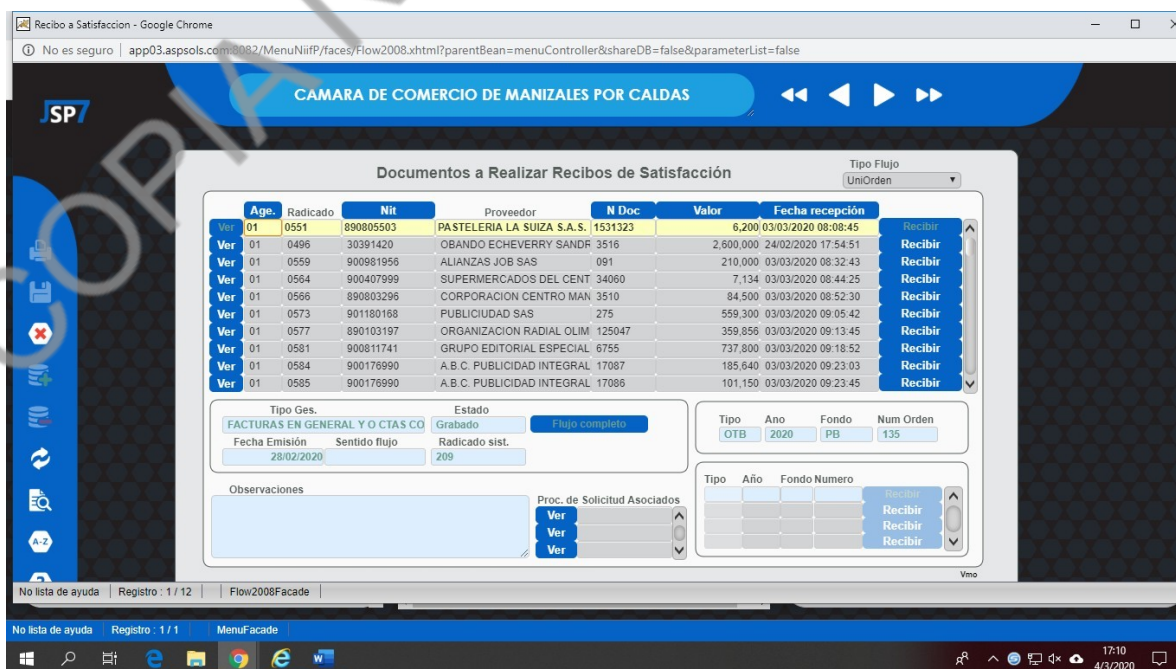 Recibo a Satisfaccion - Google Chrome
No es seguro | app03.aspsols.com:8082/MenuNiifP/faces/Flow2008.xhtml?parentBean=menuController&shareDB=false&parameterList=false
JSP7
CAMARA DE COMERCIO DE MANIZALES POR CALDAS
Documentos a Realizar Recibos de Satisfacción
Tipo Flujo
UniOrden
Age. Radicado Nit Proveedor N Doc Valor Fecha recepción
Ver 01 0551 890805503 PASTELERIA LA SUIZA S.A.S. 1531323 6,200 03/03/2020 08:08:45 Recibir
Ver 01 0496 30391420 OBANDO ECHEVERRY SANDR 3516 2,600,000 24/02/2020 17:54:51 Recibir
Ver 01 0559 900981956 ALIANZAS JOB SAS 091 210,000 03/03/2020 08:32:43 Recibir
Ver 01 0564 900407999 SUPERMERCADOS DEL CENT 34060 7,134 03/03/2020 08:44:25 Recibir
Ver 01 0566 890803296 CORPORACION CENTRO MAN 3510 84,500 03/03/2020 08:52:30 Recibir
Ver 01 0573 901180168 PUBLICIUDAD SAS 275 559,300 03/03/2020 09:05:42 Recibir
Ver 01 0577 890103197 ORGANIZACION RADIAL OLIM 125047 359,856 03/03/2020 09:13:45 Recibir
Ver 01 0581 900811741 GRUPO EDITORIAL ESPECIAL 6755 737,800 03/03/2020 09:18:52 Recibir
Ver 01 0584 900176990 A.B.C. PUBLICIDAD INTEGRAL 17087 185,640 03/03/2020 09:23:03 Recibir
Ver 01 0585 900176990 A.B.C. PUBLICIDAD INTEGRAL 17086 101,150 03/03/2020 09:23:45 Recibir
Tipo Ges. Estado
FACTURAS EN GENERAL Y O CTAS CO Grabado Flujo completo
Fecha Emisión Sentido flujo Radicado sist.
28/02/2020 209
Tipo Ano Fondo Num Orden
OTB 2020 PB 135
Observaciones
Proc. de Solicitud Asociados
Ver
Ver
Ver
Tipo Año Fondo Numero
Recibir
Recibir
Recibir
Recibir
Vmo
A-Z
No lista de ayuda | Registro : 1 / 12 | Flow2008Facade
No lista de ayuda | Registro : 1 / 1 | MenuFacade
17:10
4/3/2020
COPIA